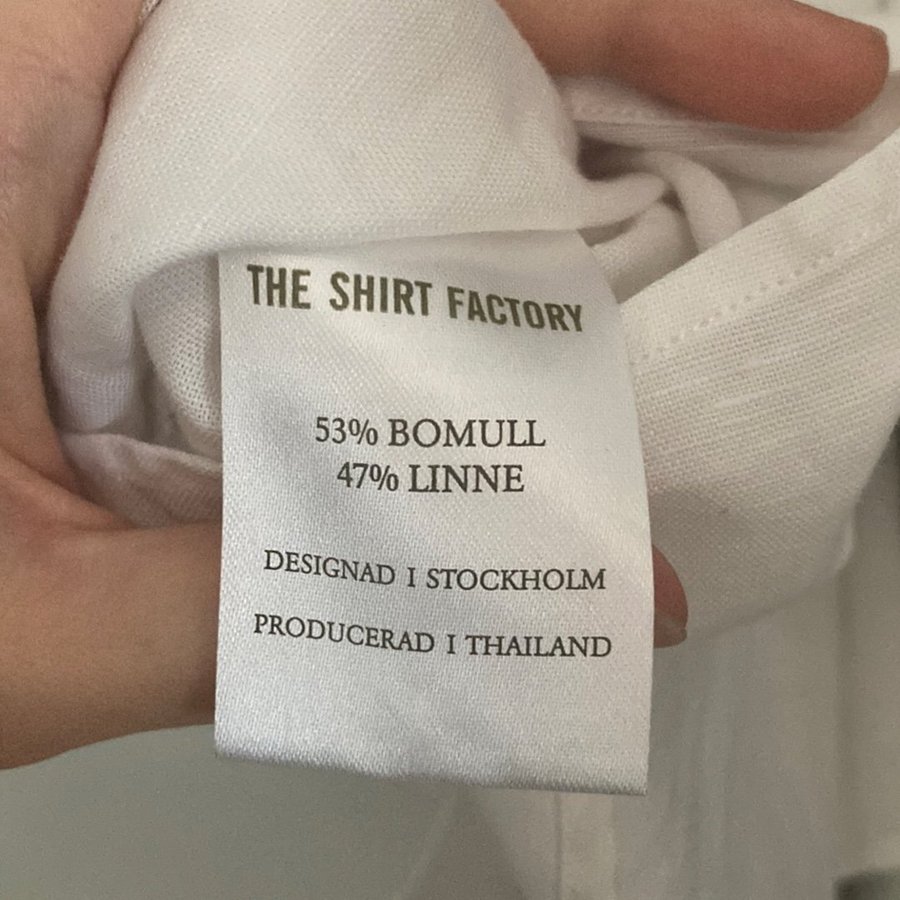 THE SHIRT FACTORY
53% BOMULL
47% LINNE
DESIGNAD I STOCKHOLM
PRODUCERAD I THAILAND